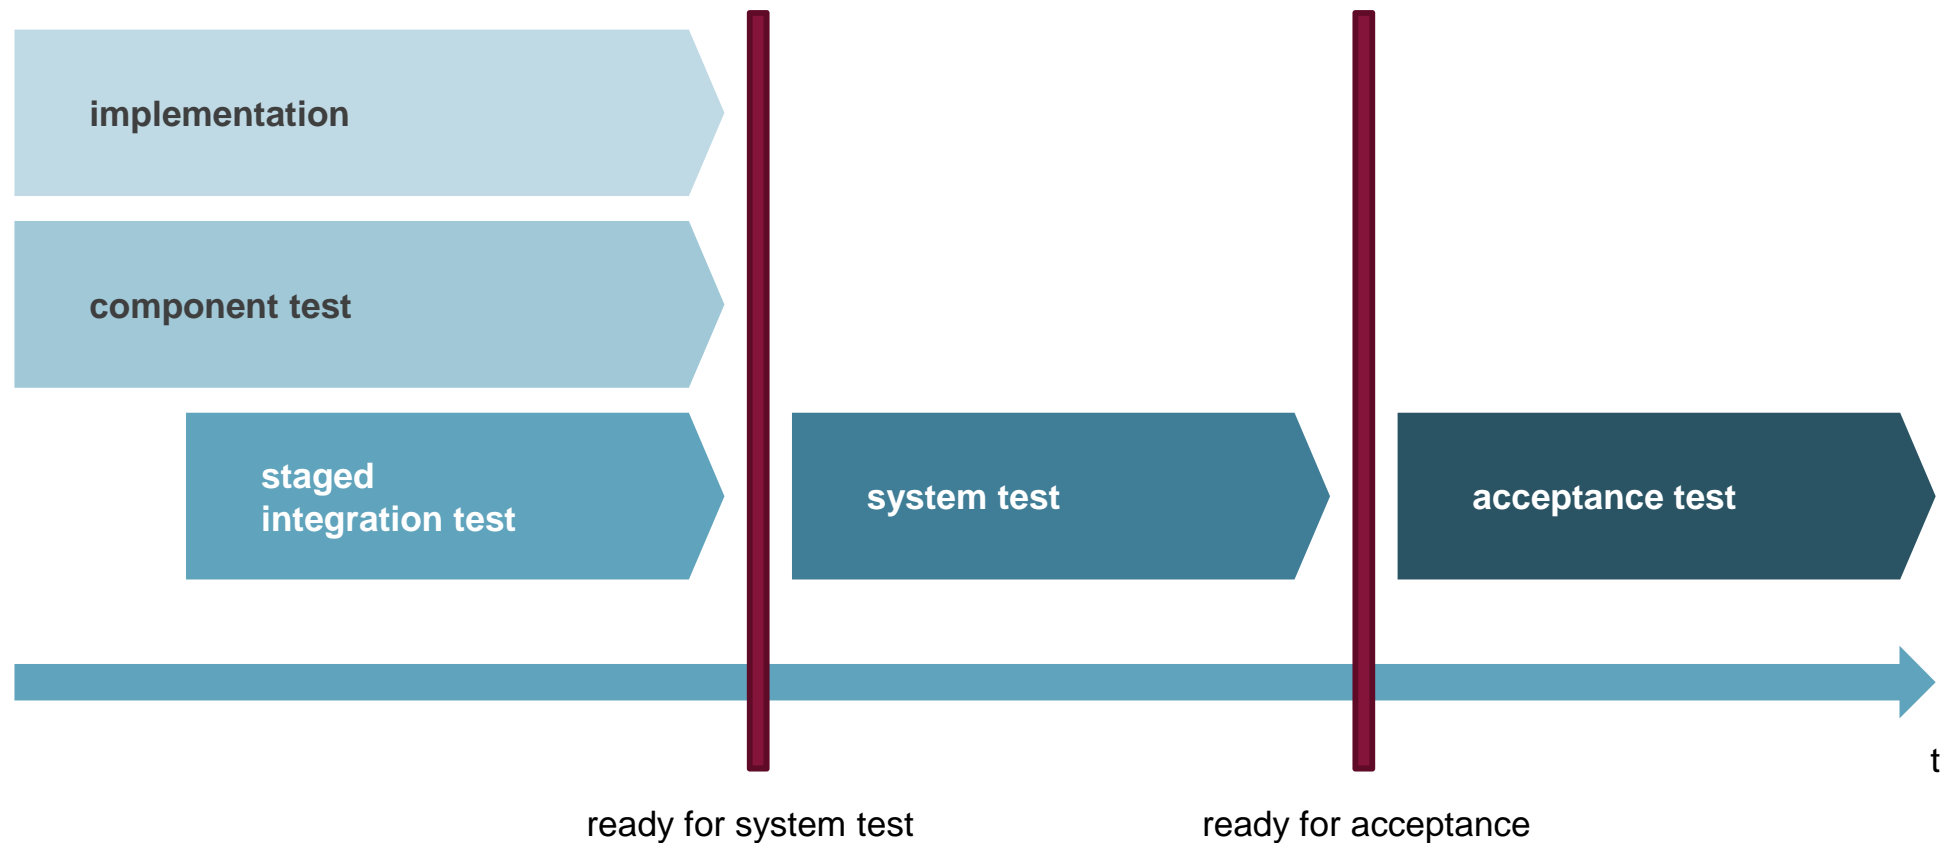 implementation
component test
staged
integration test
system test
acceptance test
t
ready for system test
ready for acceptance